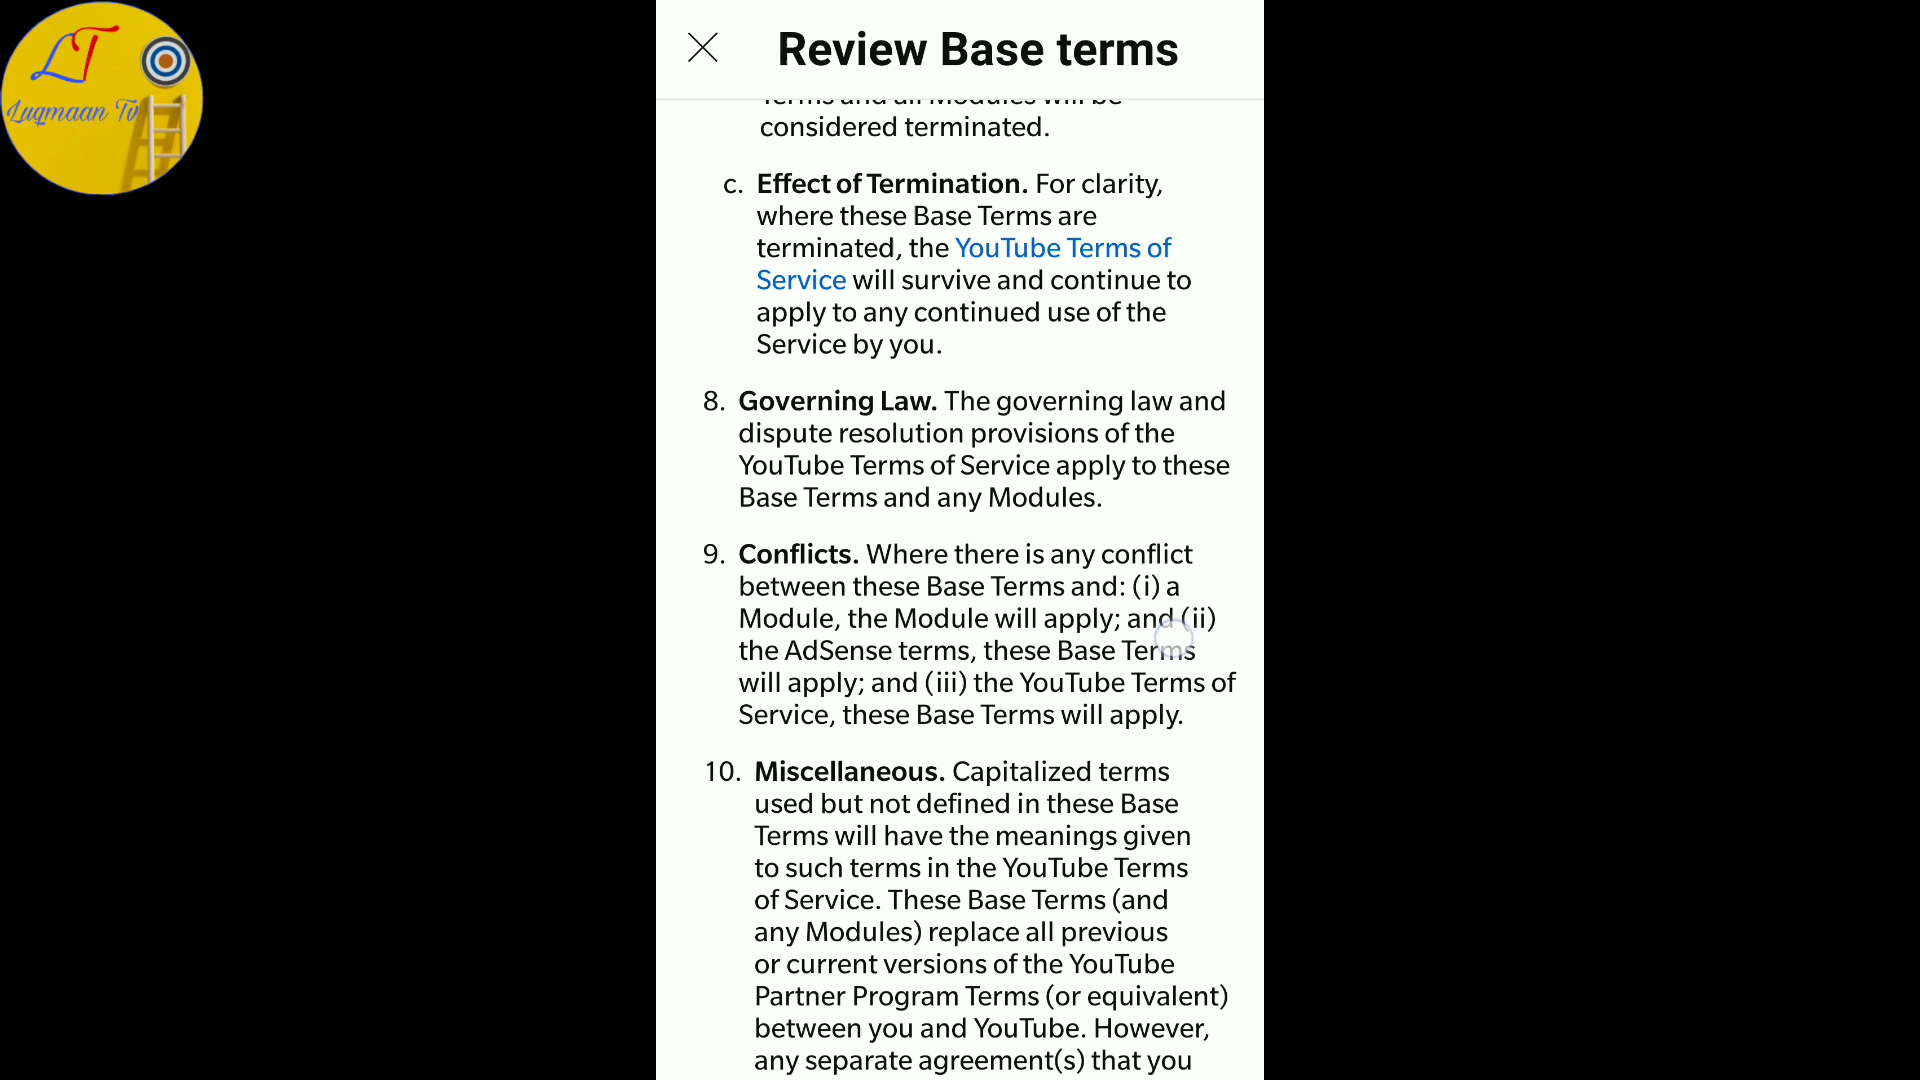 LT
Luqmaan Tv
Review Base terms
Terms and all Modules will be
considered terminated.
c. Effect of Termination. For clarity,
where these Base Terms are
terminated, the YouTube Terms of
Service will survive and continue to
apply to any continued use of the
Service by you.
8. Governing Law. The governing law and
dispute resolution provisions of the
YouTube Terms of Service apply to these
Base Terms and any Modules.
9. Conflicts. Where there is any conflict
between these Base Terms and: (i) a
Module, the Module will apply; and (ii)
the AdSense terms, these Base Terms
will apply; and (iii) the YouTube Terms of
Service, these Base Terms will apply.
10. Miscellaneous. Capitalized terms
used but not defined in these Base
Terms will have the meanings given
to such terms in the YouTube Terms
of Service. These Base Terms (and
any Modules) replace all previous
or current versions of the YouTube
Partner Program Terms (or equivalent)
between you and YouTube. However,
any separate agreement(s) that you